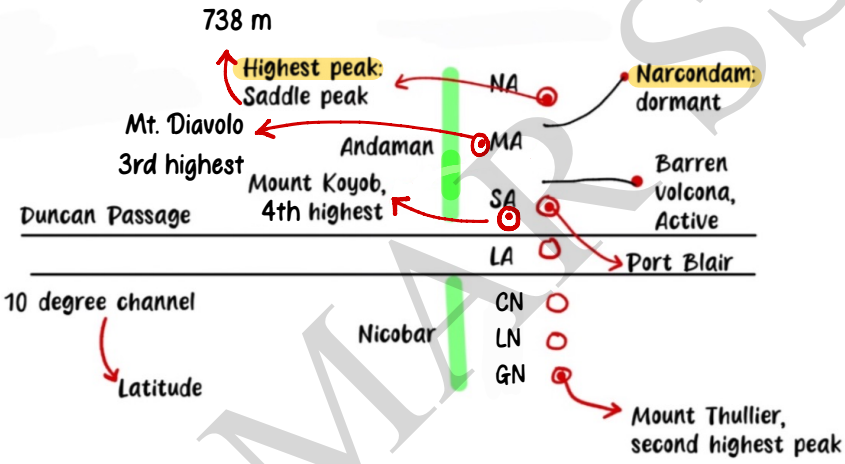 738 m
Highest peak:
Saddle peak
NA
Narcondam:
dormant
Mt. Diavolo
3rd highest
Andaman
MA
Mount Koyob,
4th highest
SA
Barren
volcona,
Active
Duncan Passage
LA
Port Blair
10 degree channel
Latitude
Nicobar
CN
LN
GN
Mount Thullier,
second highest peak